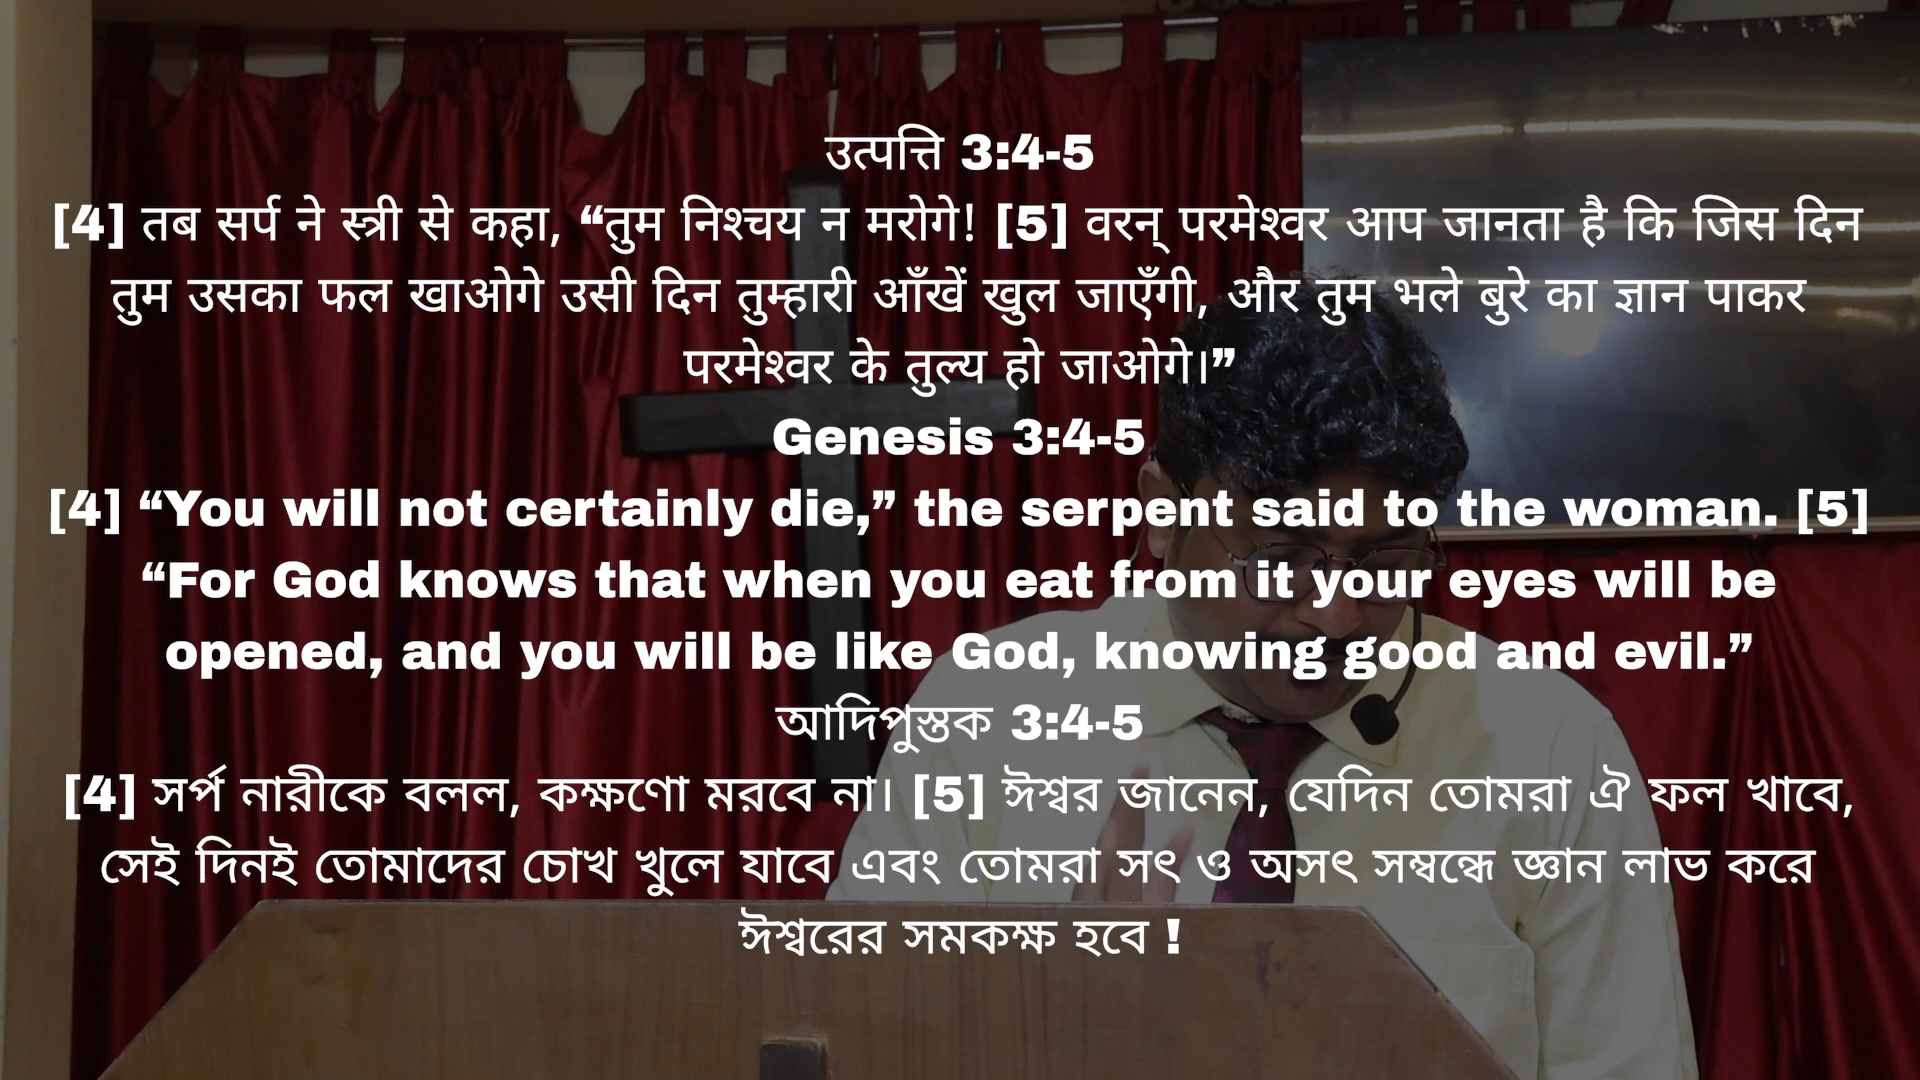 उत्पत्ति 3:4-5
[4] तब सर्प ने स्त्री से कहा, “तुम निश्चय न मरोगे! [5] वरन् परमेश्वर आप जानता है कि जिस दिन
तुम उसका फल खाओगे उसी दिन तुम्हारी आँखें खुल जाएँगी, और तुम भले बुरे का ज्ञान पाकर
परमेश्वर के तुल्य हो जाओगे।”
Genesis 3:4-5
[4] “You will not certainly die,” the serpent said to the woman. [5]
“For God knows that when you eat from it your eyes will be
opened, and you will be like God, knowing good and evil.”
আদিপুস্তক 3:4-5
[4] সর্প নারীকে বলল, কক্ষণো মরবে না। [5] ঈশ্বর জানেন, যেদিন তোমরা ঐ ফল খাবে,
সেই দিনই তোমাদের চোখ খুলে যাবে এবং তোমরা সৎ ও অসৎ সম্বন্ধে জ্ঞান লাভ করে
ঈশ্বরের সমকক্ষ হবে !